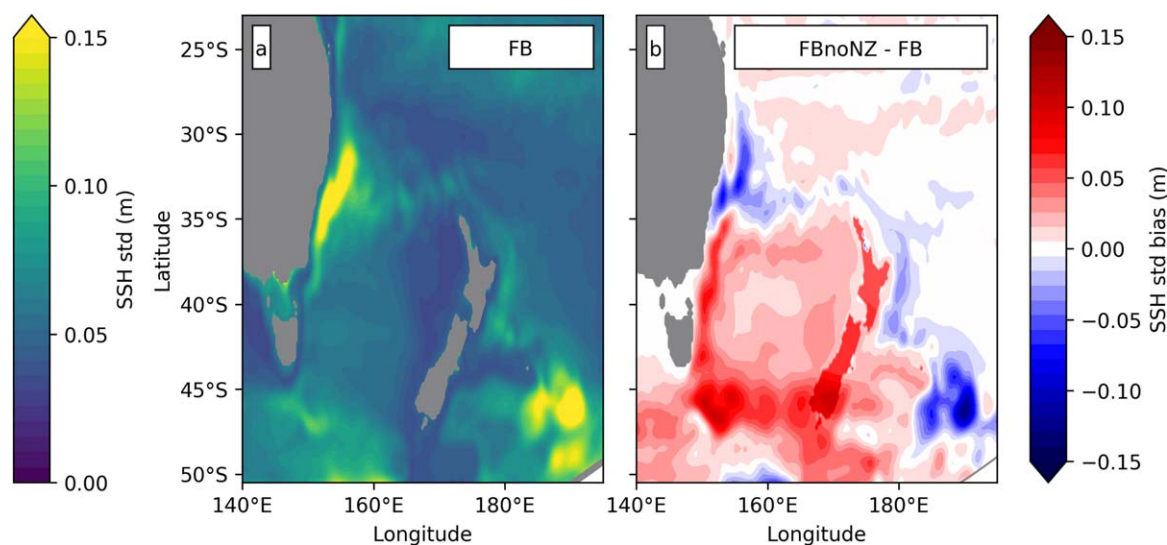 0.15
0.10
0.05
0.00
SSH std (m)
a
FB
25°S
30°S
35°S
40°S
45°S
50°S
Latitude
140°E
160°E
180°E
Longitude
b
FBnoNZ - FB
140°E
160°E
180°E
Longitude
0.15
0.10
0.05
0.00
−0.05
−0.10
−0.15
SSH std bias (m)